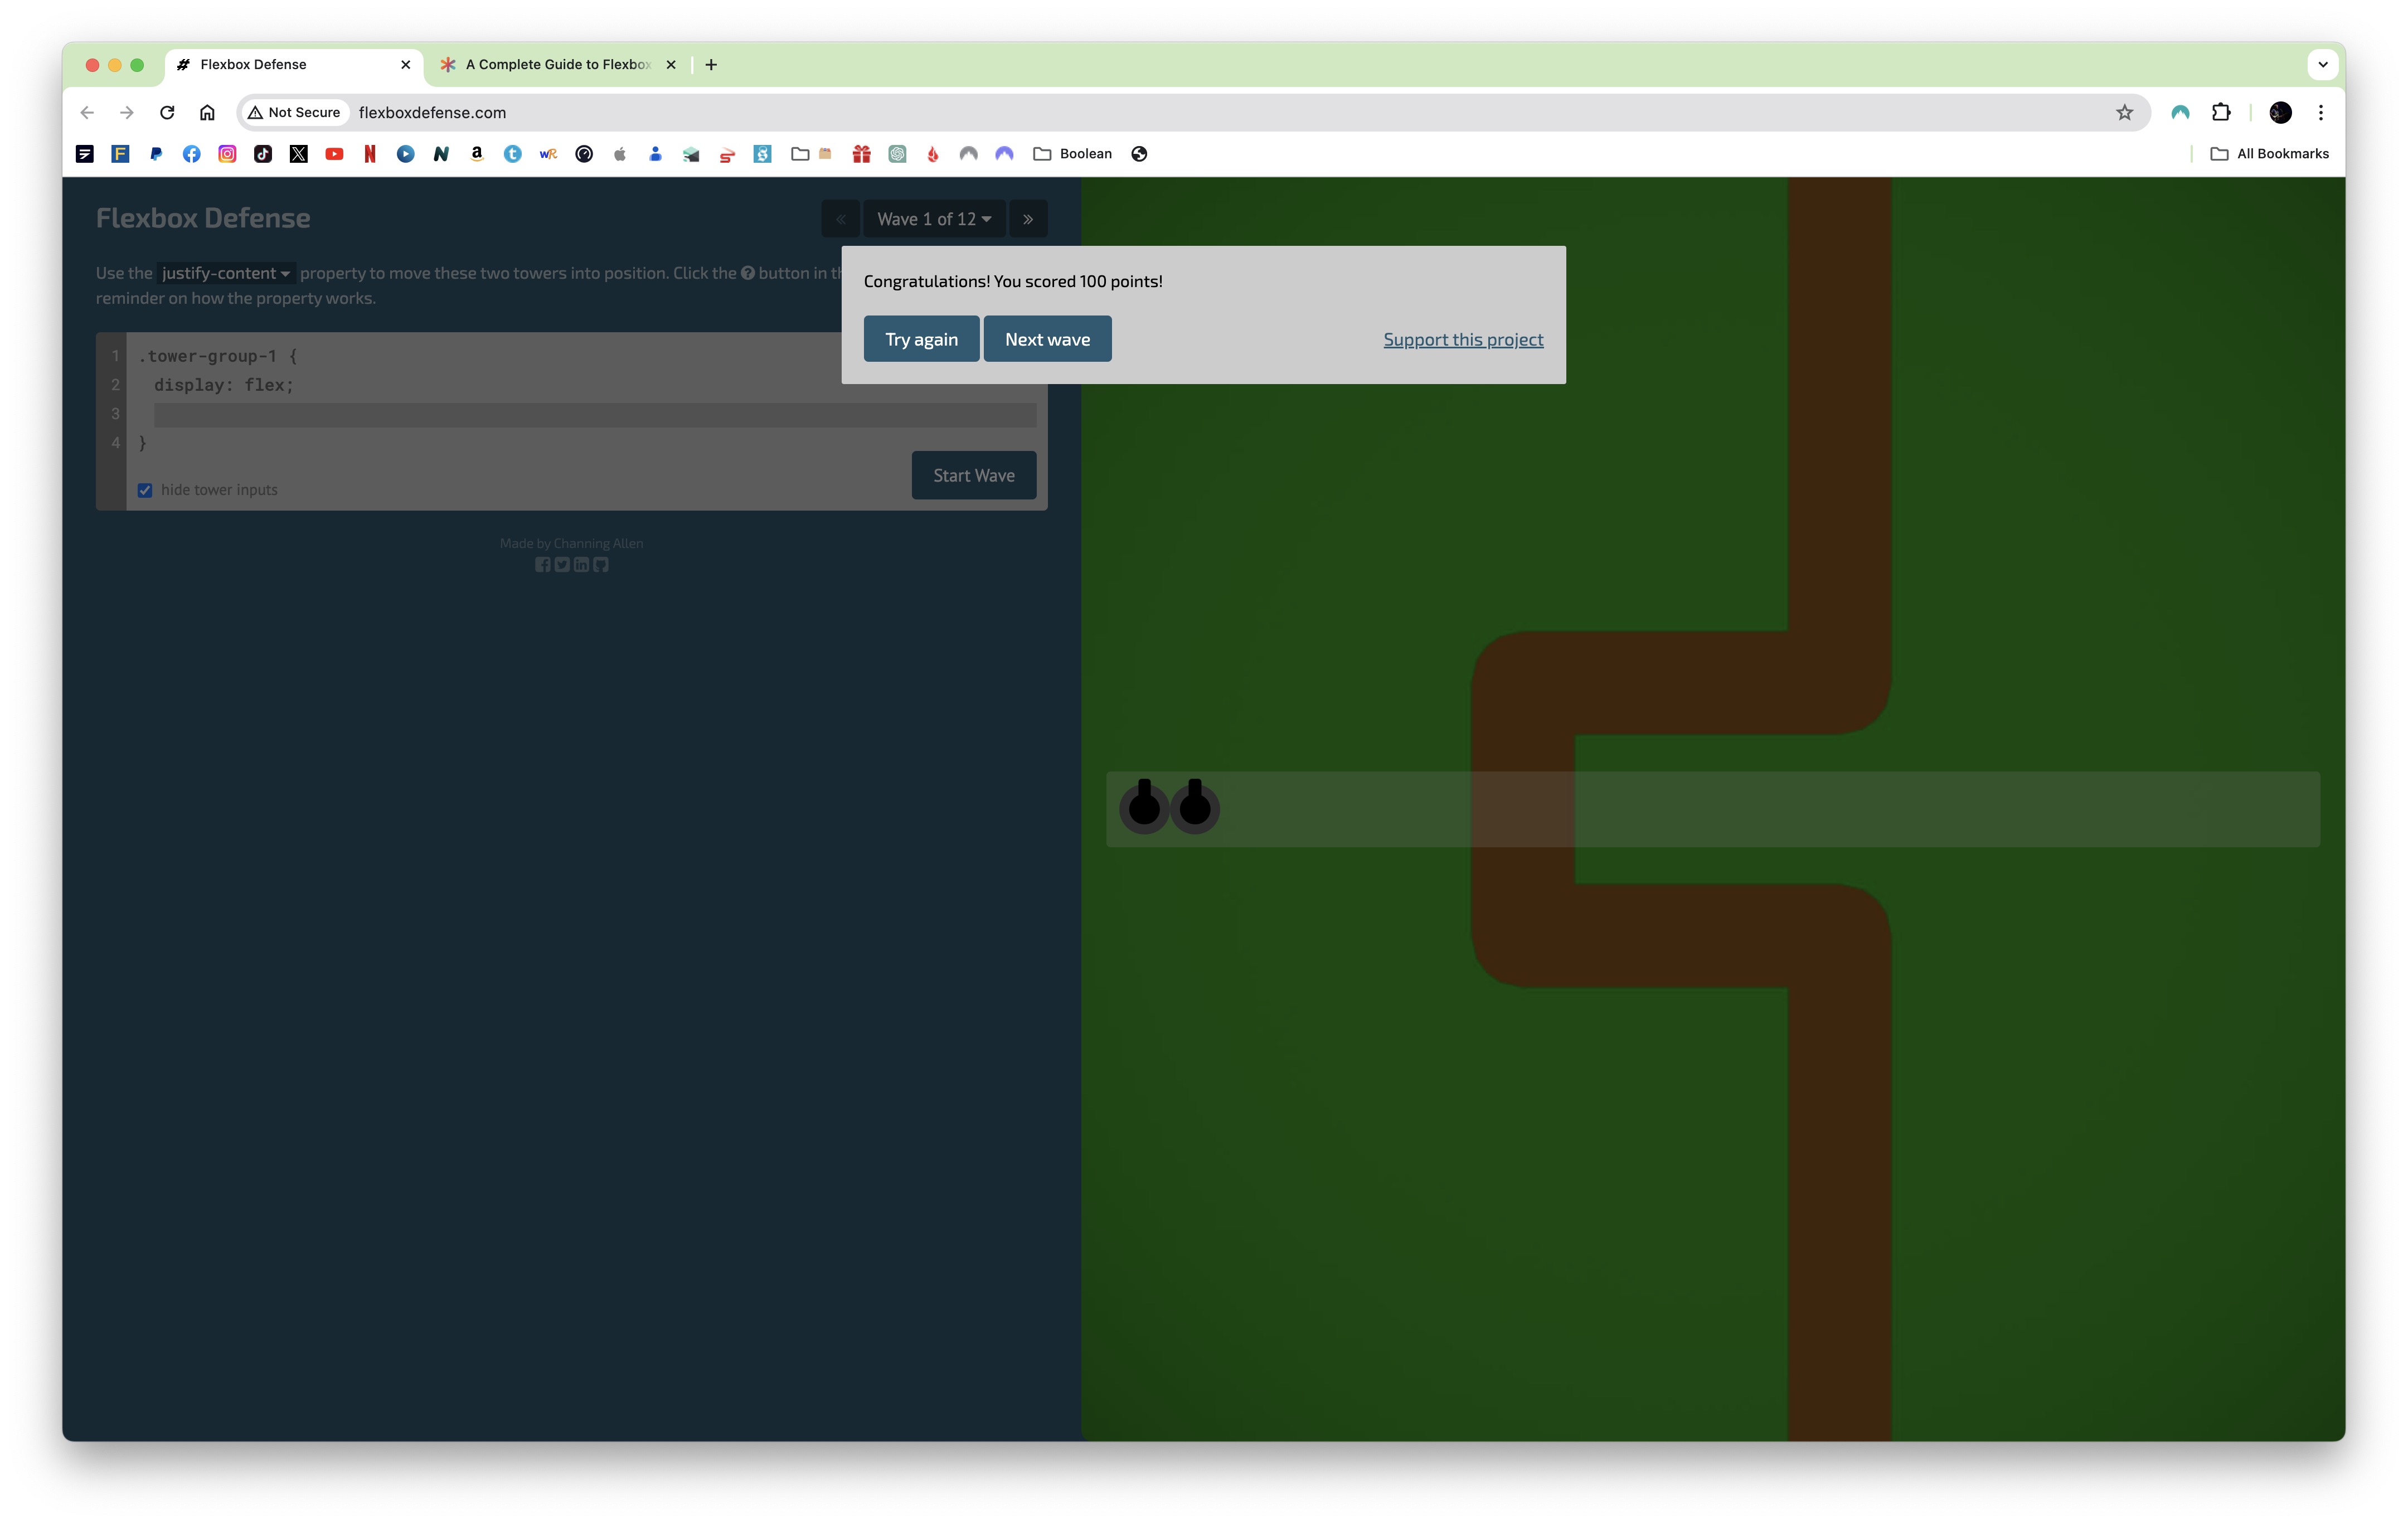 Flexbox Defense
A Complete Guide to Flexbox
Not Secure
flexboxdefense.com
Boolean
All Bookmarks
Flexbox Defense
« Wave 1 of 12 »
Use the justify-content property to move these two towers into position. Click the ? button in th
reminder on how the property works.
Congratulations! You scored 100 points!
Try again
Next wave
Support this project
1 .tower-group-1 {
2 display: flex;
3
4 }
hide tower inputs
Start Wave
Made by Channing Allen